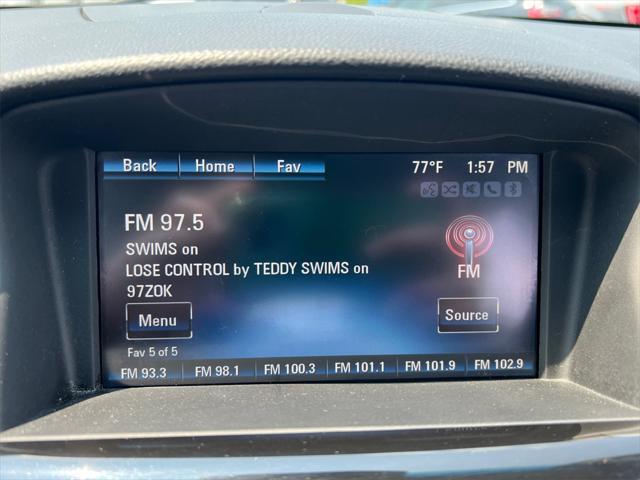 Back Home Fav 77°F 1:57 PM
FM 97.5
SWIMS on
LOSE CONTROL by TEDDY SWIMS on
97ZOK
FM
Menu
Source
Fav 5 of 5
FM 93.3 FM 98.1 FM 100.3 FM 101.1 FM 101.9 FM 102.9